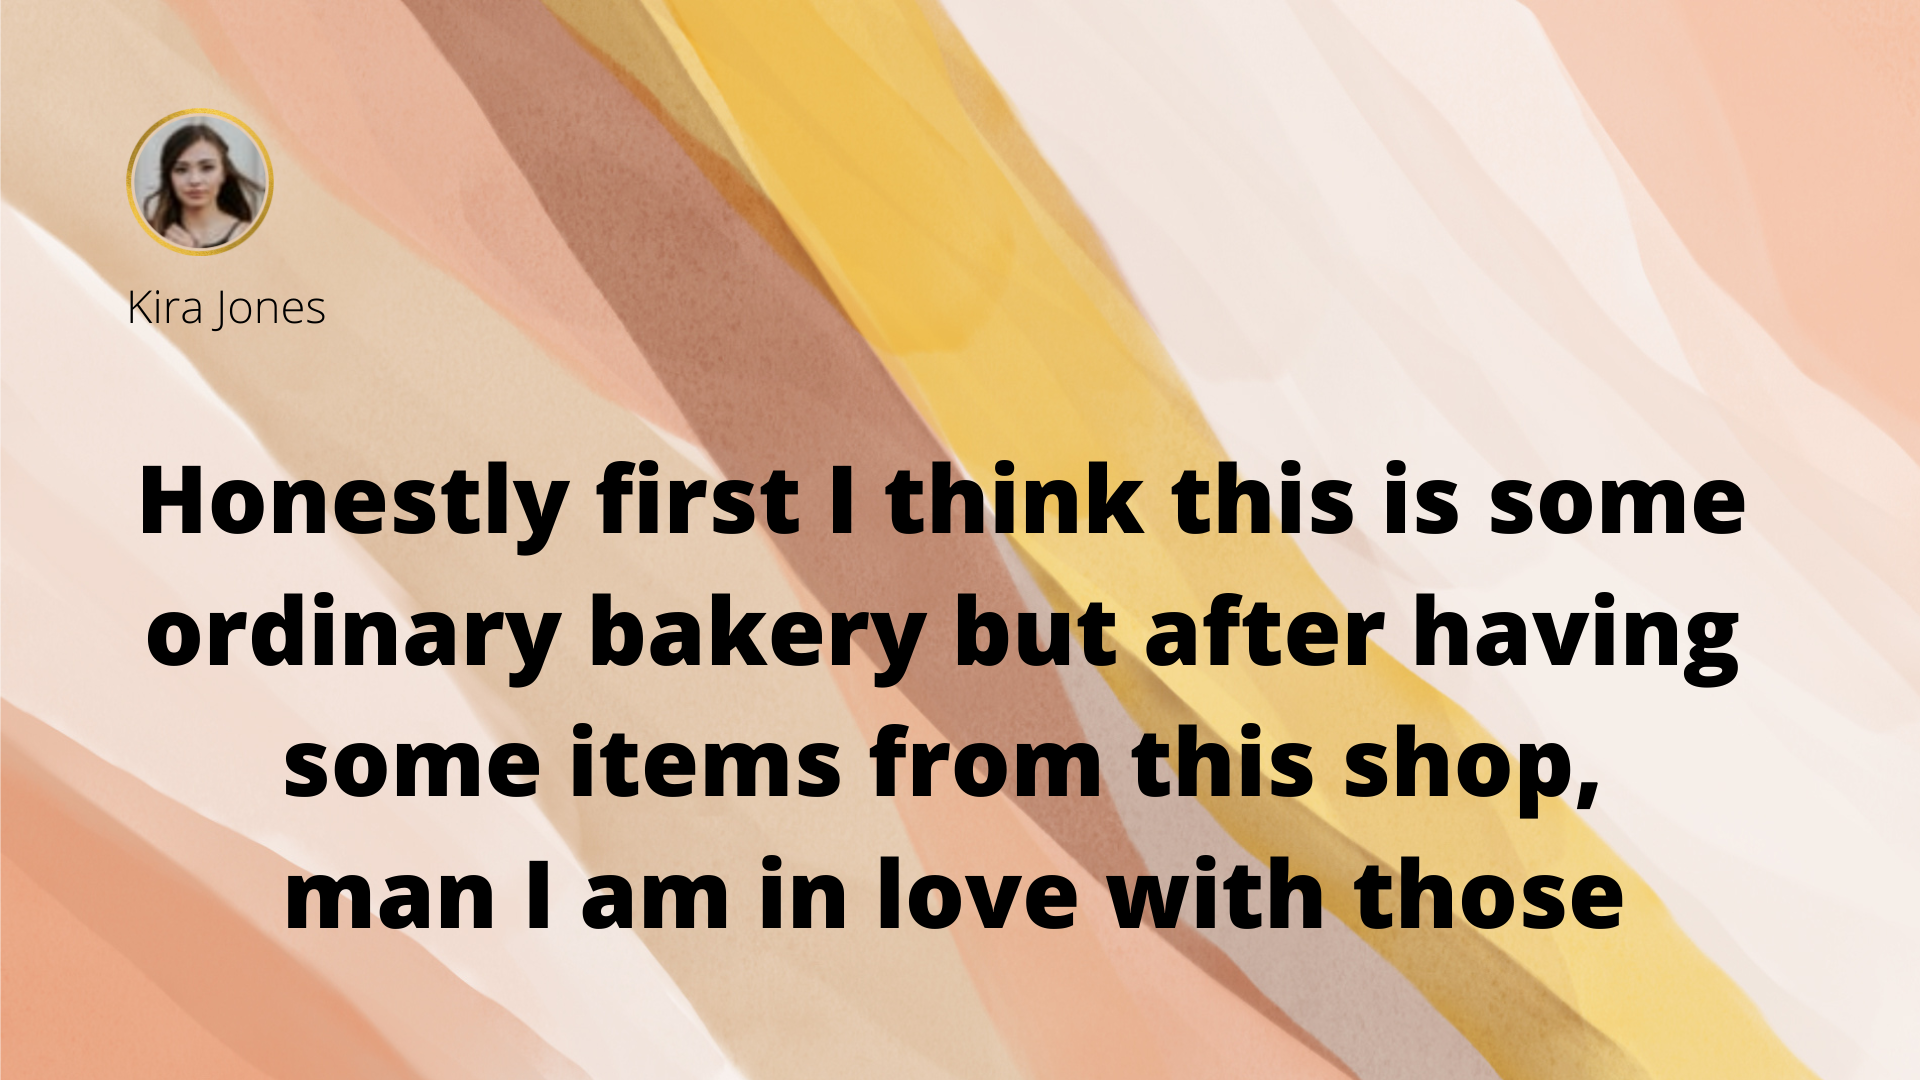 Kira Jones
Honestly first I think this is some
ordinary bakery but after having
some items from this shop,
man I am in love with those